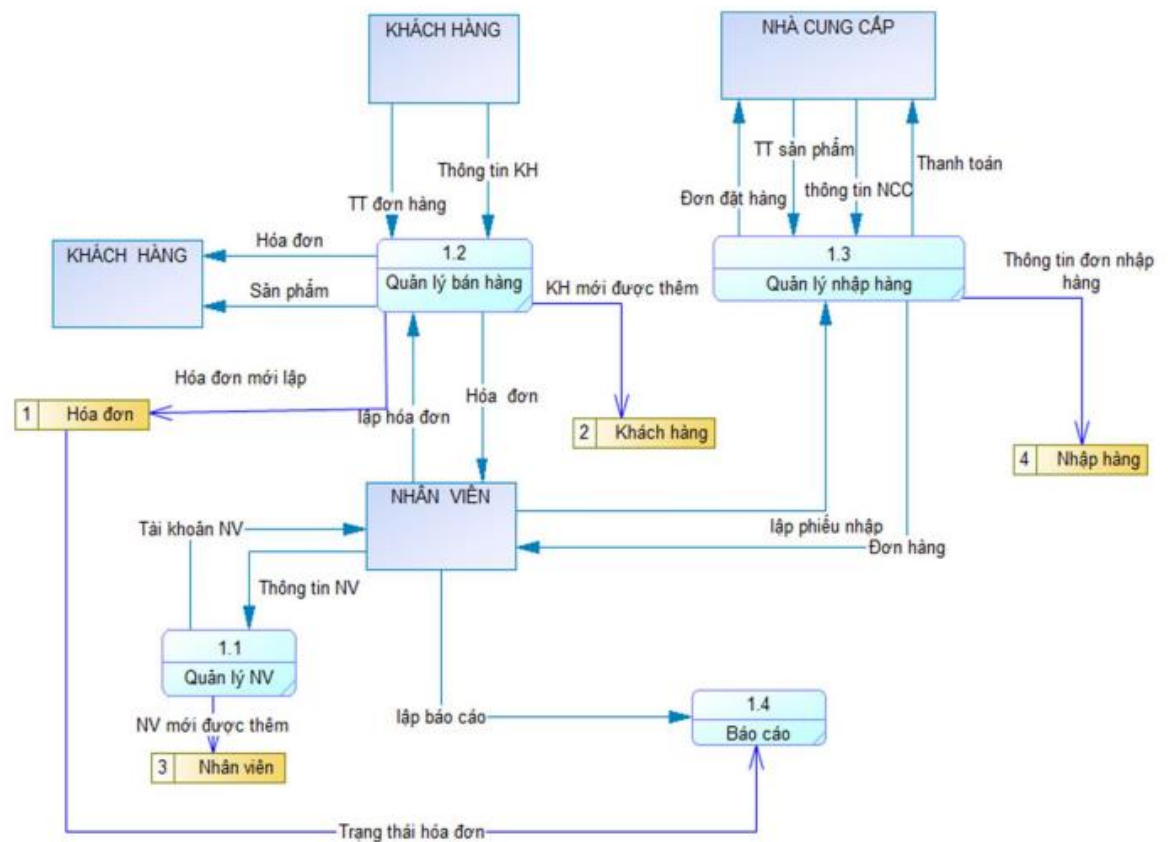 KHÁCH HÀNG
NHÀ CUNG CẤP
Thông tin KH
TT đơn hàng
TT sản phẩm
Thanh toán
thông tin NCC
Đơn đặt hàng
KHÁCH HÀNG
Hóa đơn
Sản phẩm
1.2
Quản lý bán hàng
KH mới được thêm
1.3
Quản lý nhập hàng
Thông tin đơn nhập
hàng
Hóa đơn mới lập
lập hóa đơn
Hóa đơn
1 Hóa đơn
2 Khách hàng
4 Nhập hàng
NHÂN VIÊN
Tài khoản NV
lập phiếu nhập
Đơn hàng
Thông tin NV
1.1
Quản lý NV
NV mới được thêm
3 Nhân viên
lập báo cáo
1.4
Báo cáo
Trạng thái hóa đơn